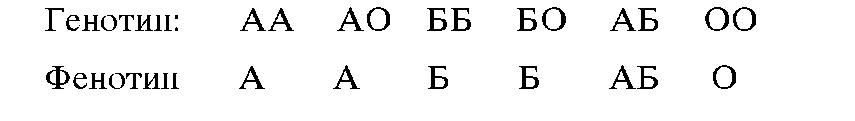 Генотип: АА АО ББ БО АБ ОО
Фенотип А А Б Б АБ О